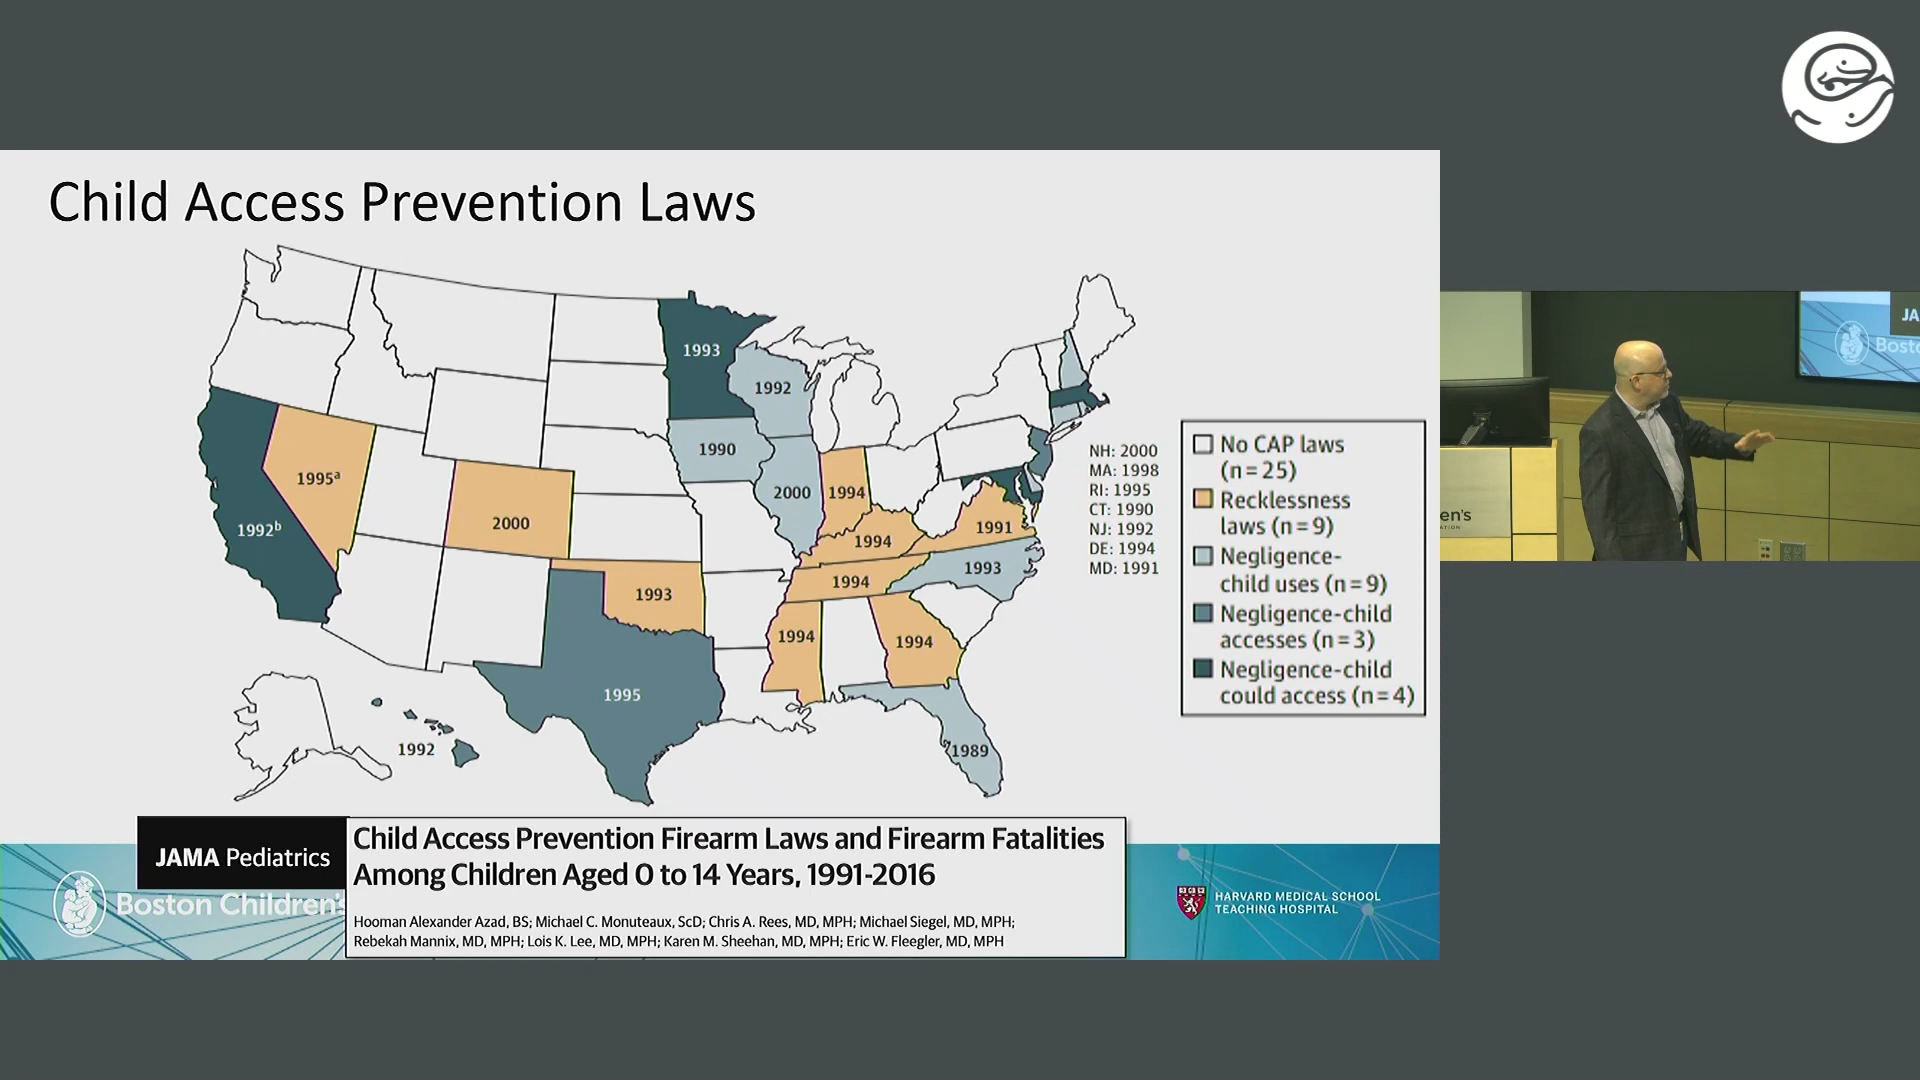 Child Access Prevention Laws
1993
1992
1990
2000
1994
1995a
1992b
2000
1994
1991
1994
1993
1993
1994
1994
1995
1992
1989
NH: 2000
MA: 1998
RI: 1995
CT: 1990
NJ: 1992
DE: 1994
MD: 1991
No CAP laws
(n=25)
Recklessness
laws (n=9)
Negligence-
child uses (n=9)
Negligence-child
accesses (n=3)
Negligence-child
could access (n=4)
JAMA Pediatrics
Child Access Prevention Firearm Laws and Firearm Fatalities
Among Children Aged 0 to 14 Years, 1991-2016
Hooman Alexander Azad, BS; Michael C. Monuteaux, ScD; Chris A. Rees, MD, MPH; Michael Siegel, MD, MPH;
Rebekah Mannix, MD, MPH; Lois K. Lee, MD, MPH; Karen M. Sheehan, MD, MPH; Eric W. Fleegler, MD, MPH
Boston Children's
HARVARD MEDICAL SCHOOL
TEACHING HOSPITAL
JA
Bost
en's